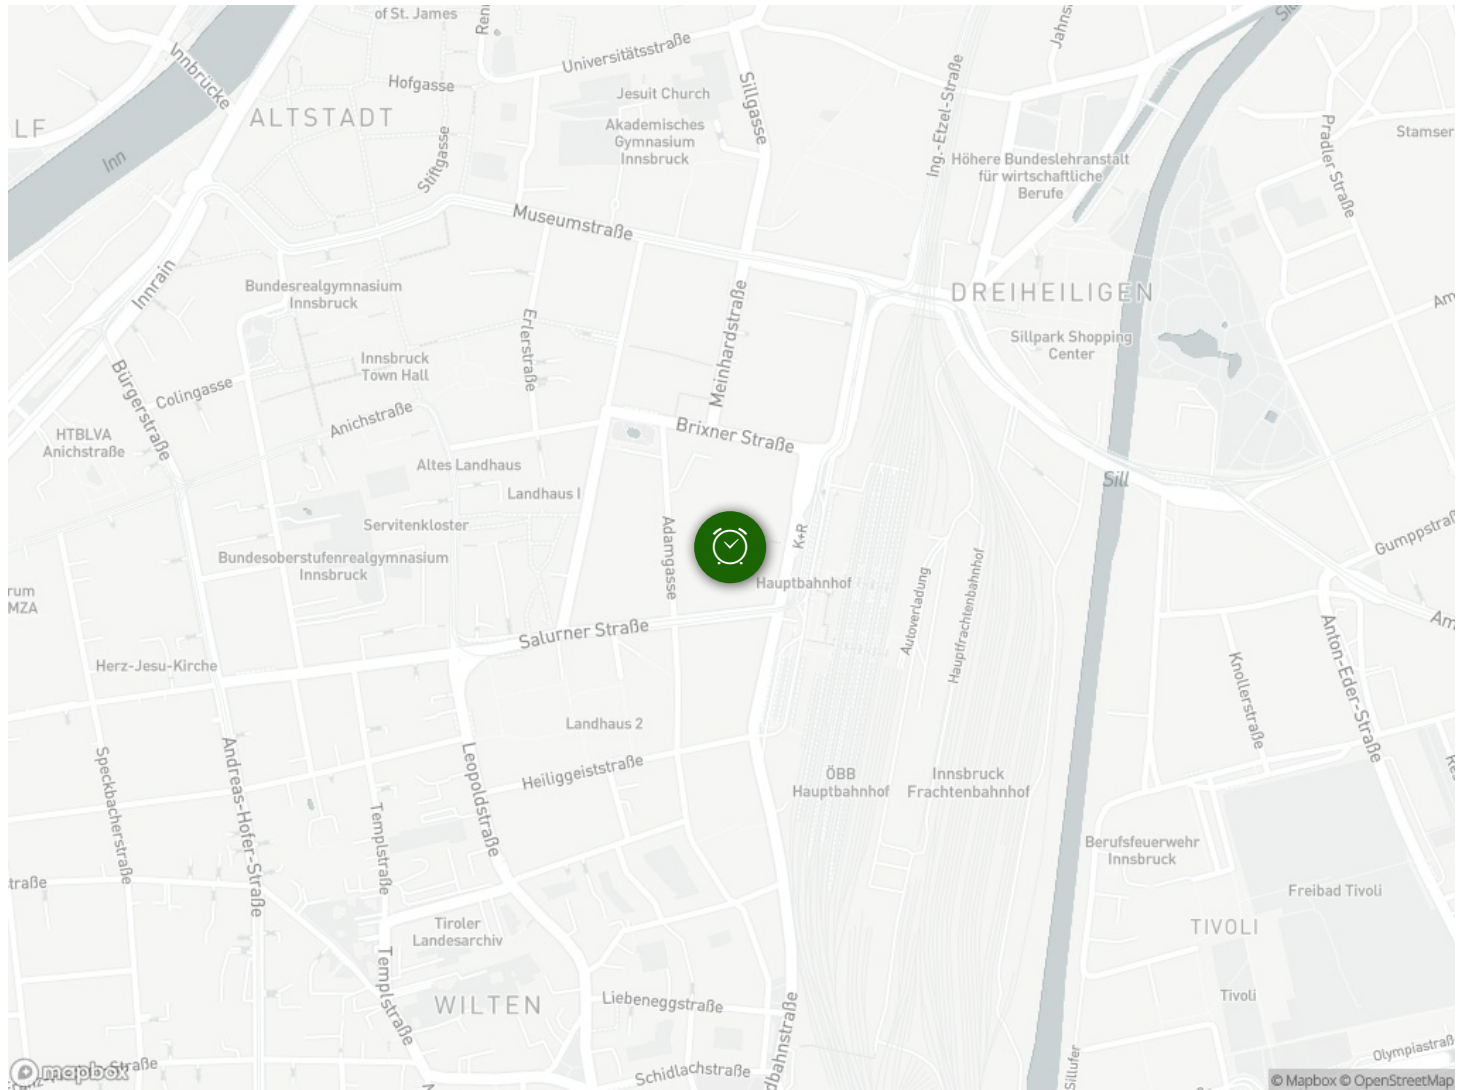 of St. James
Innbrücke
Hofgasse
Universitätsstraße
Sillgasse
Jesuit Church
Ing.-Etzel-Straße
ALTSTADT
Inn
Stiftgasse
Akademisches
Gymnasium
Innsbruck
Höhere Bundeslehranstalt
für wirtschaftliche
Berufe
Pradler Straße
Museumstraße
Innrain
Bundesrealgymnasium
Innsbruck
Meinhardstraße
DREIHEILIGEN
Erlerstraße
Sillpark Shopping
Center
Innsbruck
Town Hall
Bürgerstraße
Colingasse
Anichstraße
HTBLVA
Anichstraße
Brixner Straße
Altes Landhaus
Sill
Landhaus I
Servitenkloster
Adamgasse
K+R
Bundesoberstufenrealgymnasium
Innsbruck
Hauptbahnhof
Autoverladung
Hauptfrachtenbahnhof
rum
MZA
Salurner Straße
Herz-Jesu-Kirche
Knollerstraße
Anton-Eder-Straße
Landhaus 2
Speckbacherstraße
Andreas-Hofer-Straße
Leopoldstraße
Heiliggeiststraße
ÖBB
Hauptbahnhof
Innsbruck
Frachtenbahnhof
Templstraße
Berufsfeuerwehr
Innsbruck
traße
Freibad Tivoli
Tiroler
Landesarchiv
TIVOLI
Templstraße
WILTEN
Liebeneggstraße
Tivoli
dbahnstraße
Sillufer
Schidlachstraße
mapbox
Straße
© Mapbox © OpenStreetMap